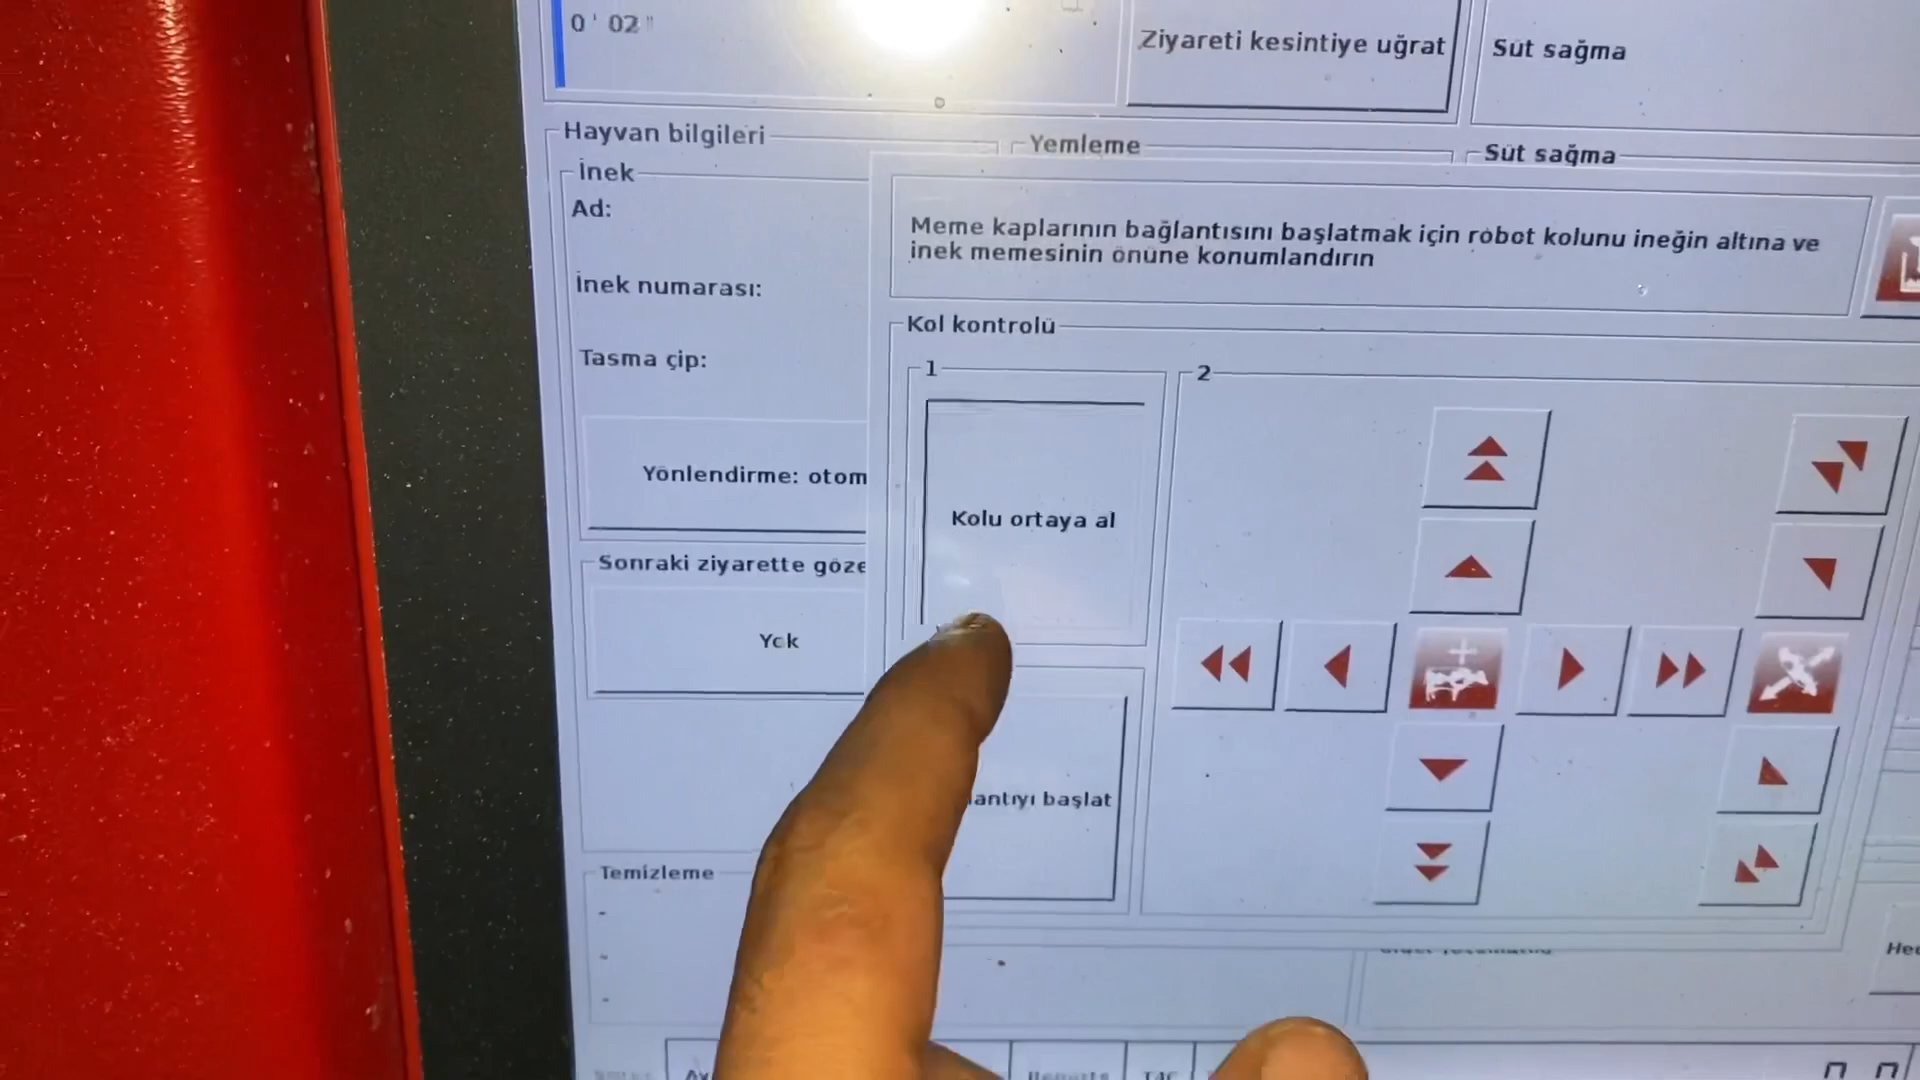 0 ' 02 "
Ziyareti kesintiye uğrat
Süt sağma
Hayvan bilgileri
Yemleme
Süt sağma
İnek
Ad:
Meme kaplarının bağlantısını başlatmak için robot kolunu ineğin altına ve
inek memesinin önüne konumlandırın
İnek numarası:
Kol kontrolü
Tasma çip:
1
2
Yönlendirme: otom
Kolu ortaya al
Sonraki ziyarette göze
Yok
lantıyı başlat
Temizleme
-
-
-
Hed